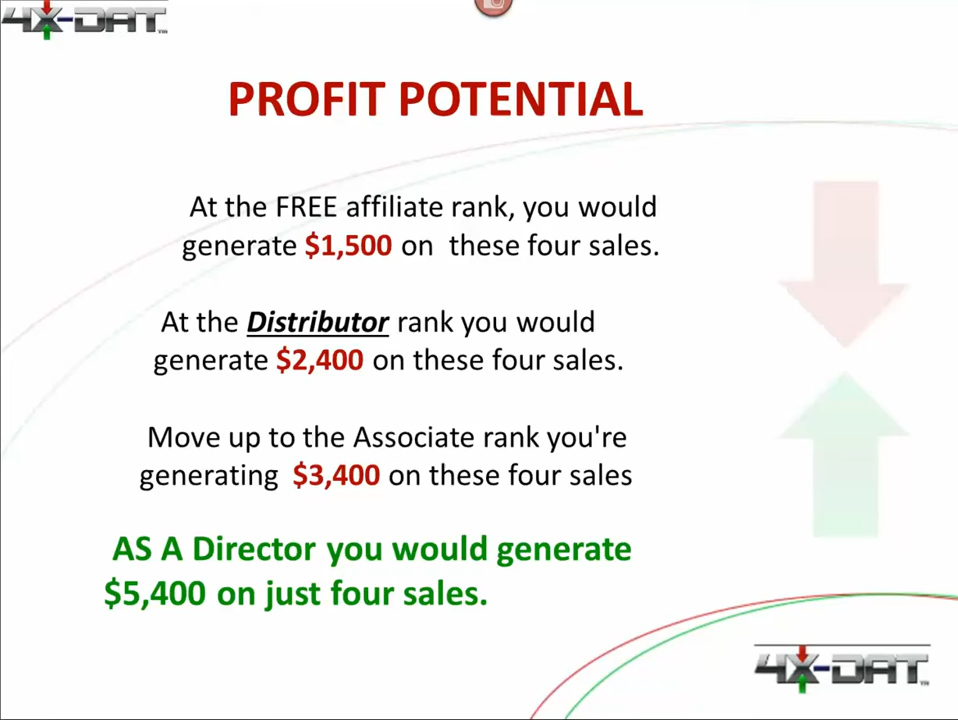 4X-DAT™
PROFIT POTENTIAL
At the FREE affiliate rank, you would
generate $1,500 on these four sales.
At the Distributor rank you would
generate $2,400 on these four sales.
Move up to the Associate rank you're
generating $3,400 on these four sales
AS A Director you would generate
$5,400 on just four sales.
4X-DAT™